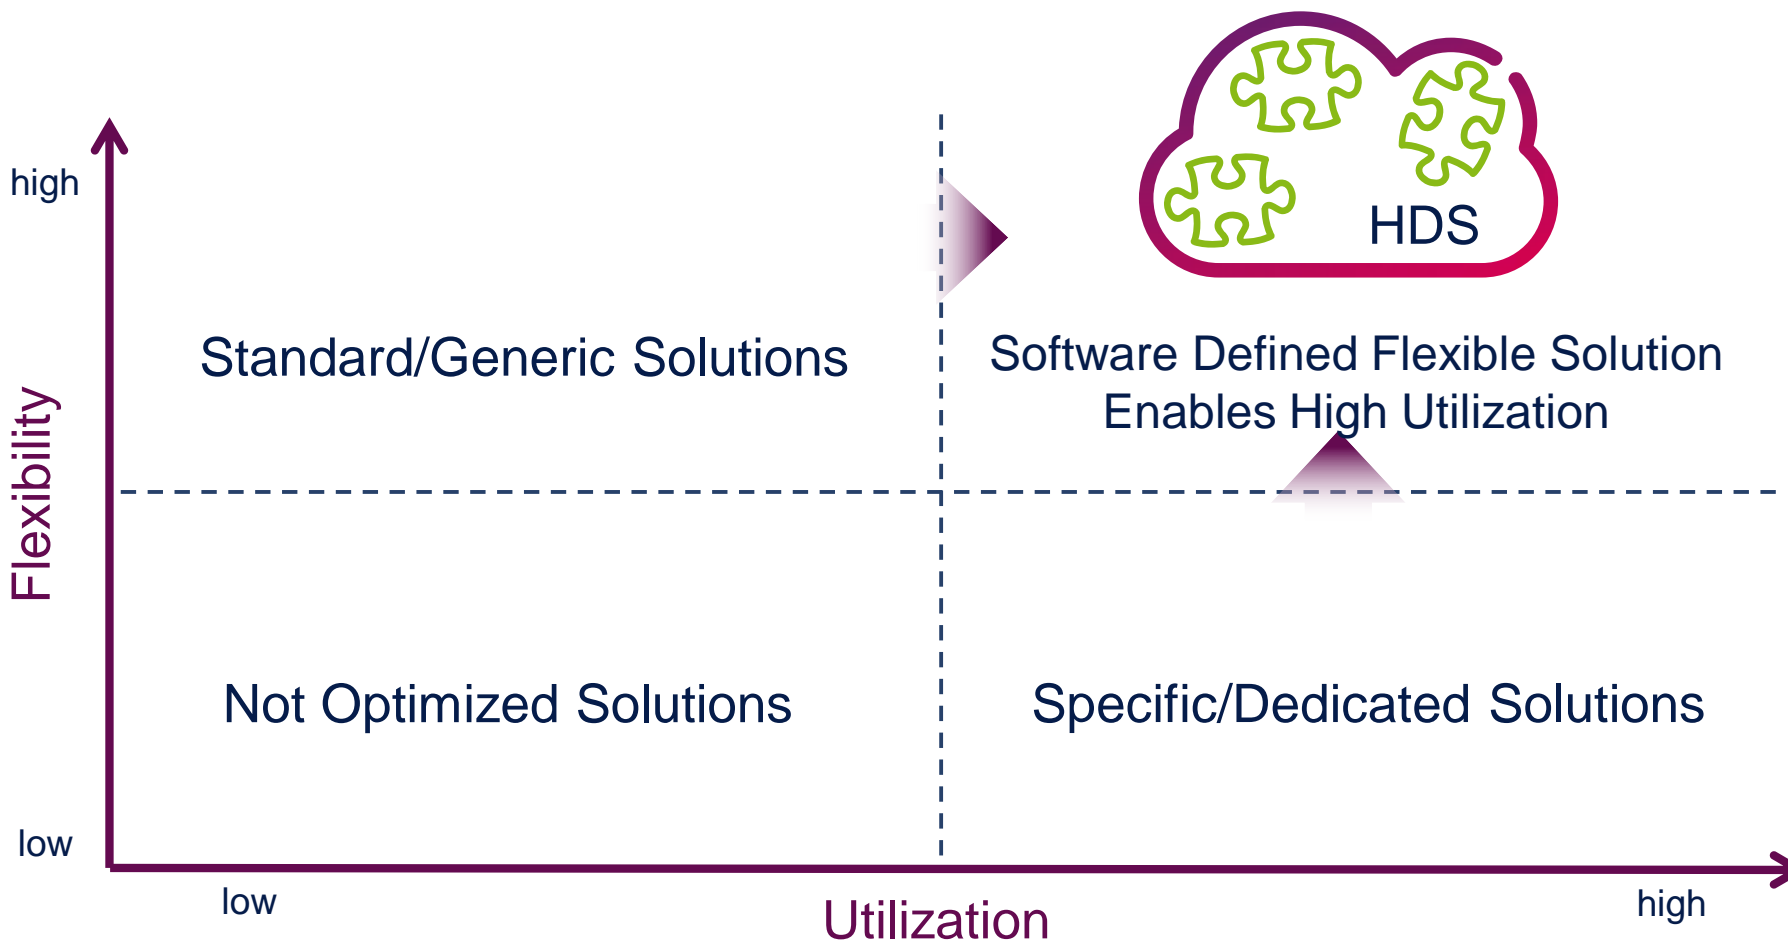 HDS
high
Standard/Generic Solutions
Software Defined Flexible Solution
Enables High Utilization
Flexibility
Not Optimized Solutions
Specific/Dedicated Solutions
low
low
high
Utilization